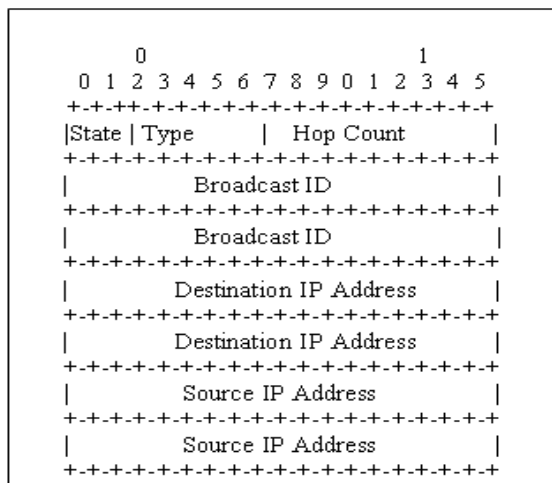 0 1
0 1 2 3 4 5 6 7 8 9 0 1 2 3 4 5
+-+-++-+-+-+-+-+-+-+-+-+-+-+-+
|State | Type | Hop Count |
+-+-+-+-+-+-+-+-+-+-+-+-+-+-+
| Broadcast ID |
+-+-+-+-+-+-+-+-+-+-+-+-+-+-+
| Broadcast ID |
+-+-+-+-+-+-+-+-+-+-+-+-+-+-+
| Destination IP Address |
+-+-+-+-+-+-+-+-+-+-+-+-+-+-+
| Destination IP Address |
+-+-+-+-+-+-+-+-+-+-+-+-+-+-+
| Source IP Address |
+-+-+-+-+-+-+-+-+-+-+-+-+-+-+
| Source IP Address |
+-+-+-+-+-+-+-+-+-+-+-+-+-+-+